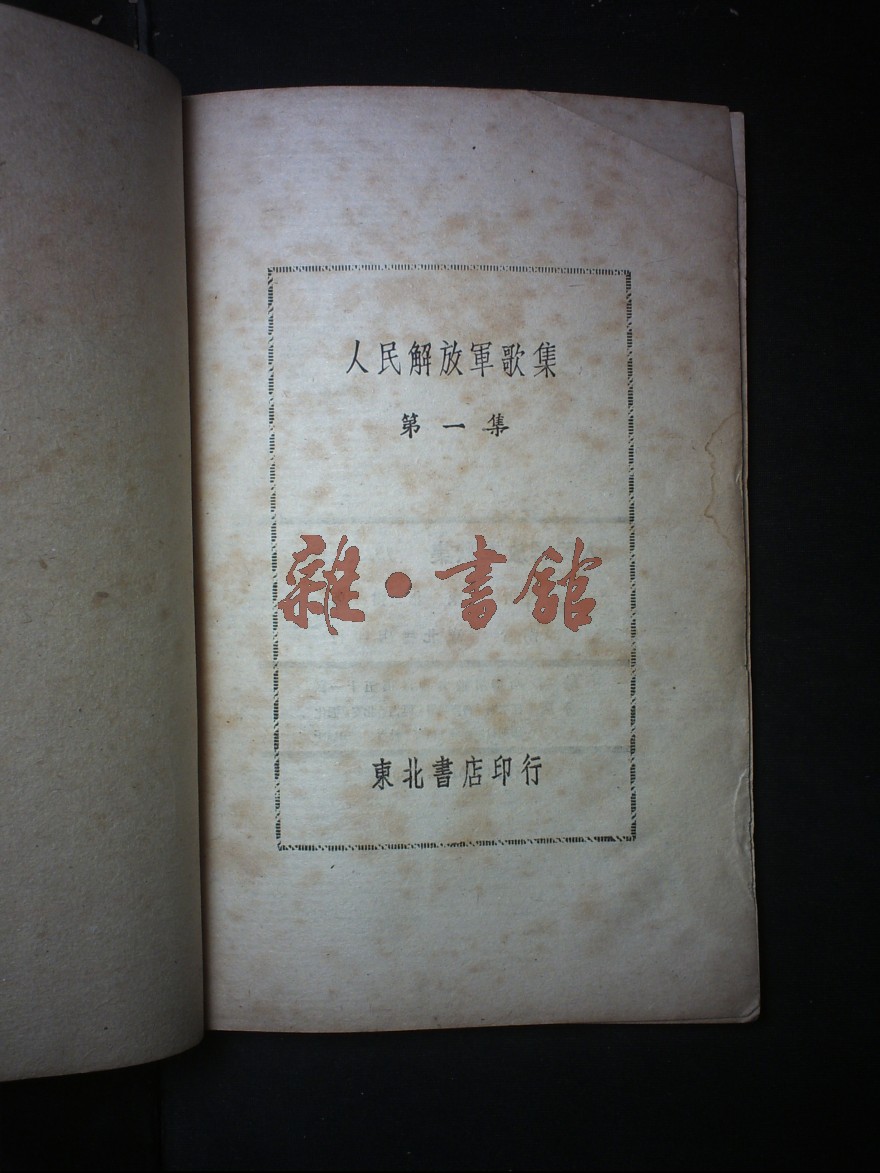 人民解放軍歌集
第一集
雜·書館
東北書店印行